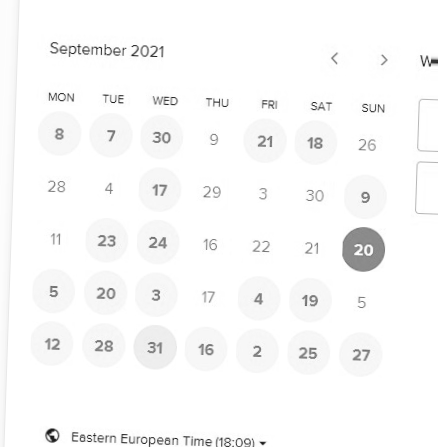 September 2021
MON TUE WED THU FRI SAT SUN
8 7 30 9 21 18 26
28 4 17 29 3 30 9
11 23 24 16 22 21 20
5 20 3 17 4 19 5
12 28 31 16 2 25 27
Eastern European Time (18:09)